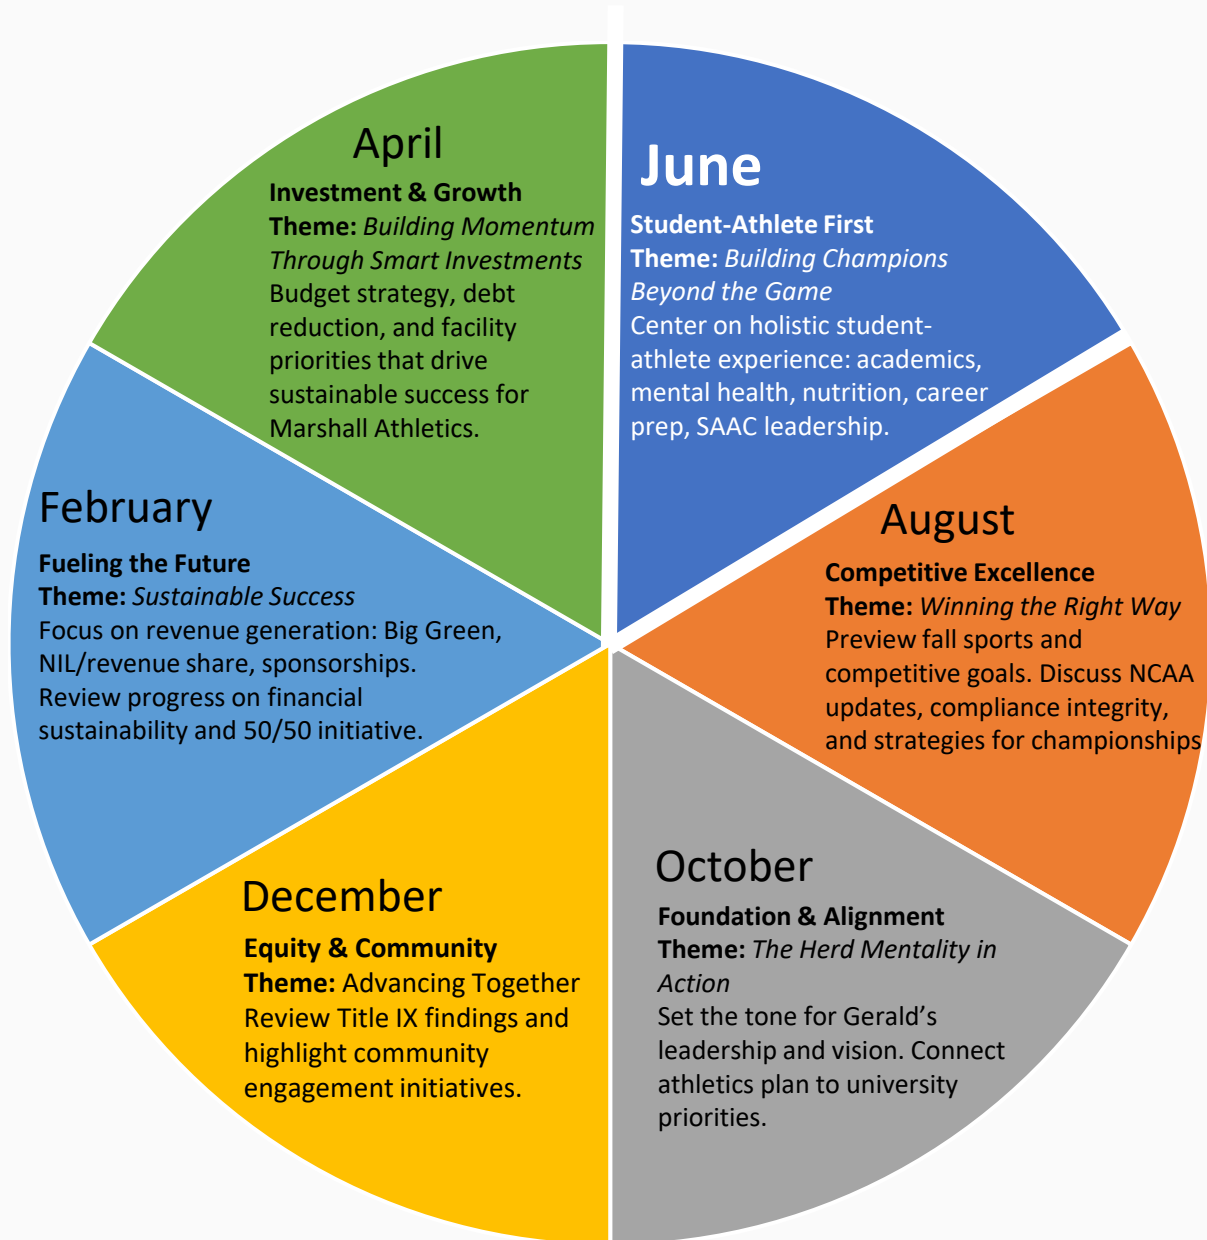 April
Investment & Growth
Theme: Building Momentum
Through Smart Investments
Budget strategy, debt
reduction, and facility
priorities that drive
sustainable success for
Marshall Athletics.
June
Student-Athlete First
Theme: Building Champions
Beyond the Game
Center on holistic student-
athlete experience: academics,
mental health, nutrition, career
prep, SAAC leadership.
February
Fueling the Future
Theme: Sustainable Success
Focus on revenue generation: Big Green,
NIL/revenue share, sponsorships.
Review progress on financial
sustainability and 50/50 initiative.
August
Competitive Excellence
Theme: Winning the Right Way
Preview fall sports and
competitive goals. Discuss NCAA
updates, compliance integrity,
and strategies for championships
December
Equity & Community
Theme: Advancing Together
Review Title IX findings and
highlight community
engagement initiatives.
October
Foundation & Alignment
Theme: The Herd Mentality in
Action
Set the tone for Gerald’s
leadership and vision. Connect
athletics plan to university
priorities.